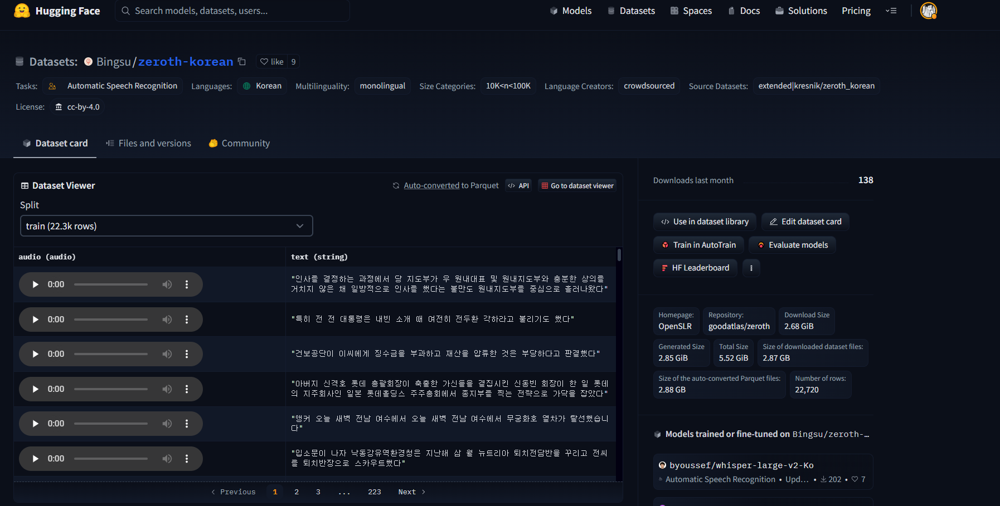 Hugging Face
Search models, datasets, users...
Models
Datasets
Spaces
Docs
Solutions
Pricing
Datasets: Bingsu/zeroth-korean
like 9
Tasks: Automatic Speech Recognition Languages: Korean Multilinguality: monolingual Size Categories: 10K<n<100K Language Creators: crowdsourced Source Datasets: extended|kresnik/zeroth_korean
License: cc-by-4.0
Dataset card
Files and versions
Community
Dataset Viewer
Auto-converted to Parquet
API
Go to dataset viewer
Split
train (22.3k rows)
audio (audio)
text (string)
0:00
"인사를 결정하는 과정에서 당 지도부가 우 원내대표 및 원내지도부와 충분한 상의를
거치지 않은 채 일방적으로 인사를 했다는 불만도 원내지도부를 중심으로 흘러나왔다"
0:00
"특히 전 전 대통령은 내빈 소개 때 여전히 전두환 각하라고 불리기도 했다"
0:00
"건보공단이 이씨에게 징수금을 부과하고 재산을 압류한 것은 부당하다고 판결했다"
0:00
"아버지 신격호 롯데 총괄회장이 축출한 가신들을 결집시킨 신동빈 회장이 한 일 롯데
의 지주회사인 일본 롯데홀딩스 주주총회에서 종지부를 찍는 전략으로 가닥을 잡았다"
0:00
"앵커 오늘 새벽 전남 여수에서 오늘 새벽 전남 여수에서 무궁화호 열차가 탈선했습니
다"
0:00
"입소문이 나자 낙동강유역환경청은 지난해 삼 월 뉴트리아 퇴치전담반을 꾸리고 전씨
를 퇴치반장으로 스카우트했다"
Previous 1 2 3 ... 223 Next
Downloads last month 138
Use in dataset library
Edit dataset card
Train in AutoTrain
Evaluate models
HF Leaderboard
Homepage:
OpenSLR
Repository:
goodatlas/zeroth
Download Size
2.68 GiB
Generated Size
2.85 GiB
Total Size
5.52 GiB
Size of downloaded dataset files:
2.87 GB
Size of the auto-converted Parquet files:
2.88 GB
Number of rows:
22,720
Models trained or fine-tuned on Bingsu/zeroth-…
byoussef/whisper-large-v2-Ko
Automatic Speech Recognition • Upd… • 202 • 7